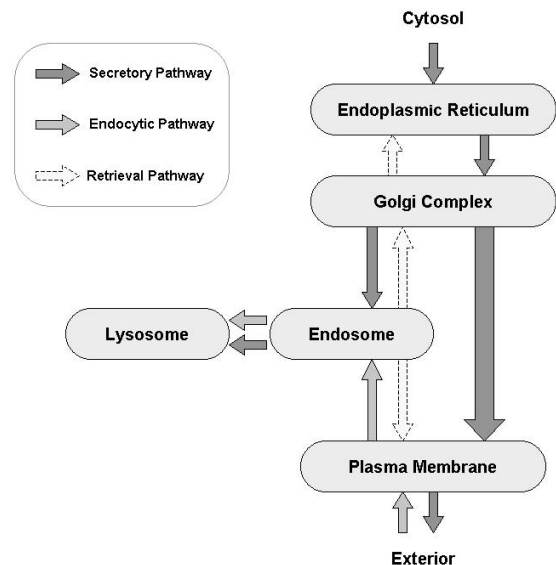 Cytosol
Secretory Pathway
Endocytic Pathway
Retrieval Pathway
Endoplasmic Reticulum
Golgi Complex
Lysosome
Endosome
Plasma Membrane
Exterior